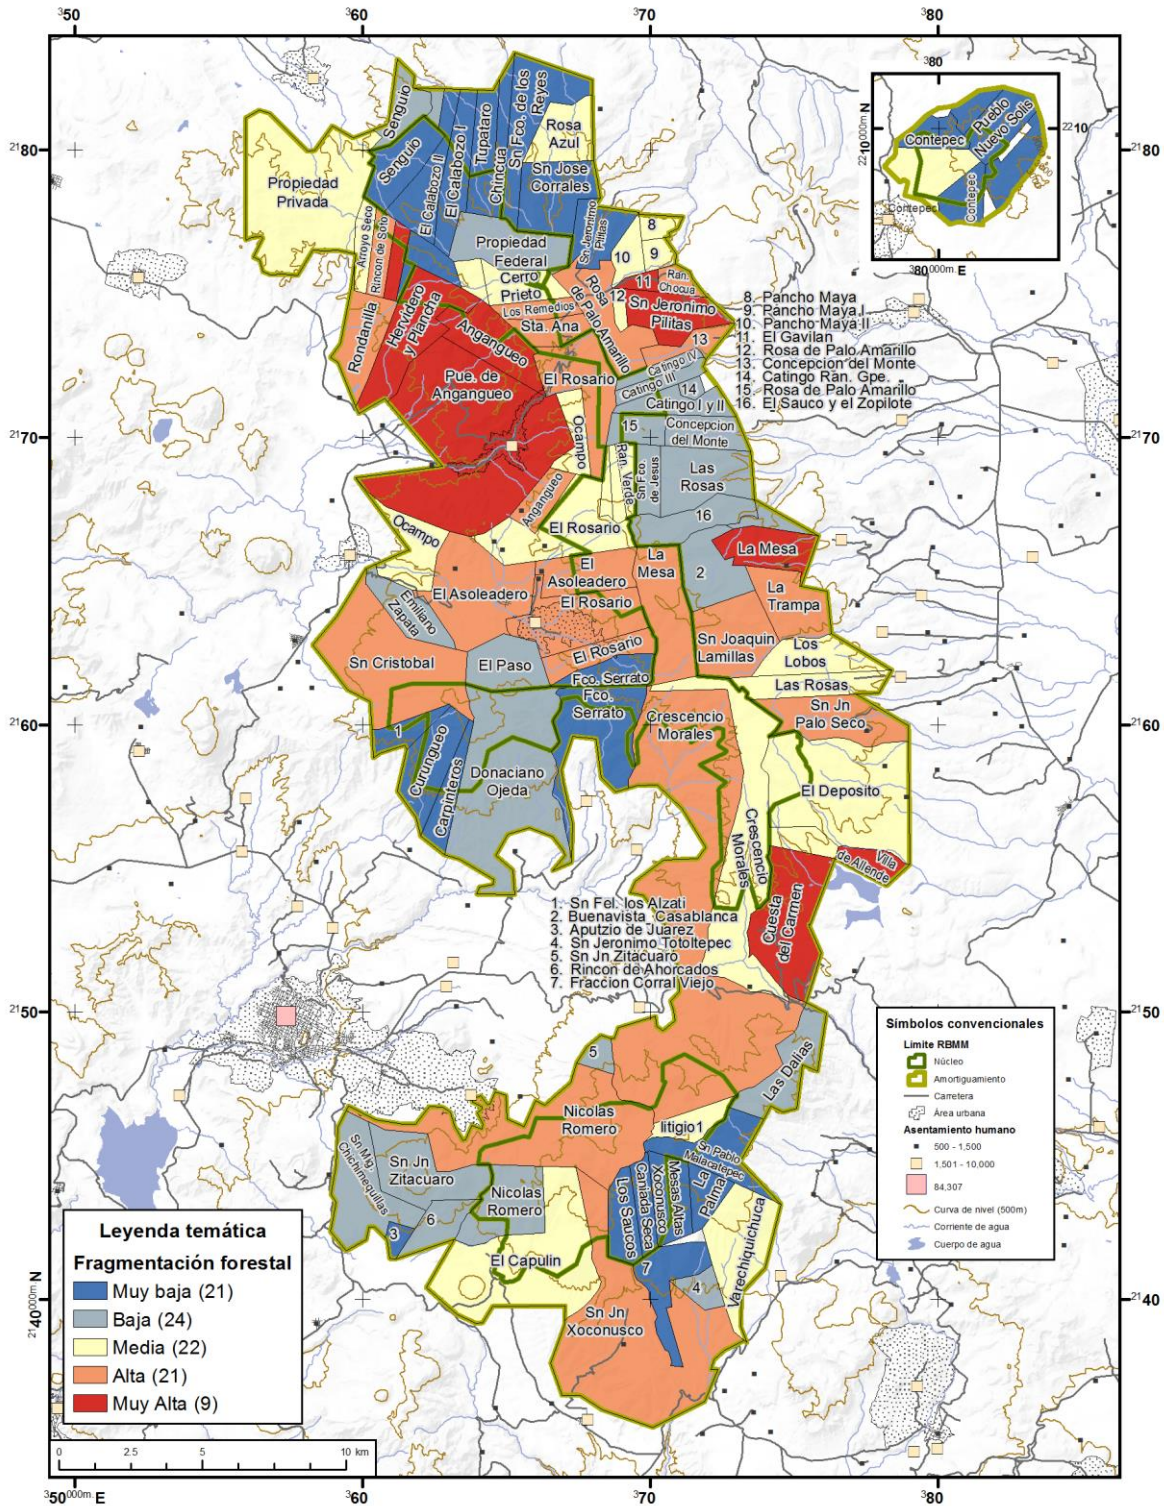 350
360
370
380
2180
2170
2160
2150
2140000m N
350000m. E
360
370
380
2180
2170
2160
2150
2140
380
2210000m N
2210
380000m. E
Contepec
Pueblo
Nuevo Solis
Contepec
Contepec
Senguio
Senguio
El Calabozo II
El Calabozo I
Tupataro
Chincua
Sn Fco. de los
Reyes
Rosa
Azul
Sn Jose
Corrales
Propiedad
Privada
Arroyo Seco
Rincon de Soto
Propiedad
Federal
Sn Jeronimo
Pilitas
8
9
10
Cerro
Prieto
Rosa
de Palo Amarillo
11
Ran.
Chocua
12
Sn Jeronimo
Pilitas
13
Los Remedios
Sta. Ana
Rondanilla
Hervidero
y Plancha
Angangueo
Pue. de
Angangueo
El Rosario
Catingo IV
Catingo III
14
Catingo I y II
15
Concepcion
del Monte
Ocampo
Ran. Verde
Sn Fco.
de Jesus
Las
Rosas
16
Angangueo
El Rosario
Ocampo
La Mesa
La
Mesa
2
La
Trampa
El
Asoleadero
El Asoleadero
El Rosario
Emiliano
Zapata
Sn Cristobal
El Paso
El Rosario
Sn Joaquin
Lamillas
Los
Lobos
Las Rosas
Fco. Serrato
Fco.
Serrato
Crescencio
Morales
Sn Jn
Palo Seco
1
Curungueo
Carpinteros
Donaciano
Ojeda
El Deposito
Crescencio
Morales
Villa
de Allende
Cuesta
del Carmen
8. Pancho Maya
9. Pancho Maya I
10. Pancho Maya II
11. El Gavilan
12. Rosa de Palo Amarillo
13. Concepcion del Monte
14. Catingo Ran. Gpe.
15. Rosa de Palo Amarillo
16. El Sauco y el Zopilote
1. Sn Fel. los Alzati
2. Buenavista Casablanca
3. Aputzio de Juarez
4. Sn Jeronimo Totoltepec
5. Sn Jn Zitacuaro
6. Rincon de Ahorcados
7. Fraccion Corral Viejo
5
Las Dalias
Nicolas
Romero
litigio1
Sn Pablo
Malacatepec
Sn Mig.
Chichimequillas
Sn Jn
Zitacuaro
6
3
Nicolas
Romero
Los Saucos
Caniada Seca
Xoconusco
Mesas Altas
La
Palma
Varechiquichuca
El Capulin
7
4
Sn Jn
Xoconusco
Símbolos convencionales
Límite RBMM
Núcleo
Amortiguamiento
Carretera
Área urbana
Asentamiento humano
500 - 1,500
1,501 - 10,000
84,307
Curva de nivel (500m)
Corriente de agua
Cuerpo de agua
Leyenda temática
Fragmentación forestal
Muy baja (21)
Baja (24)
Media (22)
Alta (21)
Muy Alta (9)
0 2.5 5 10 km